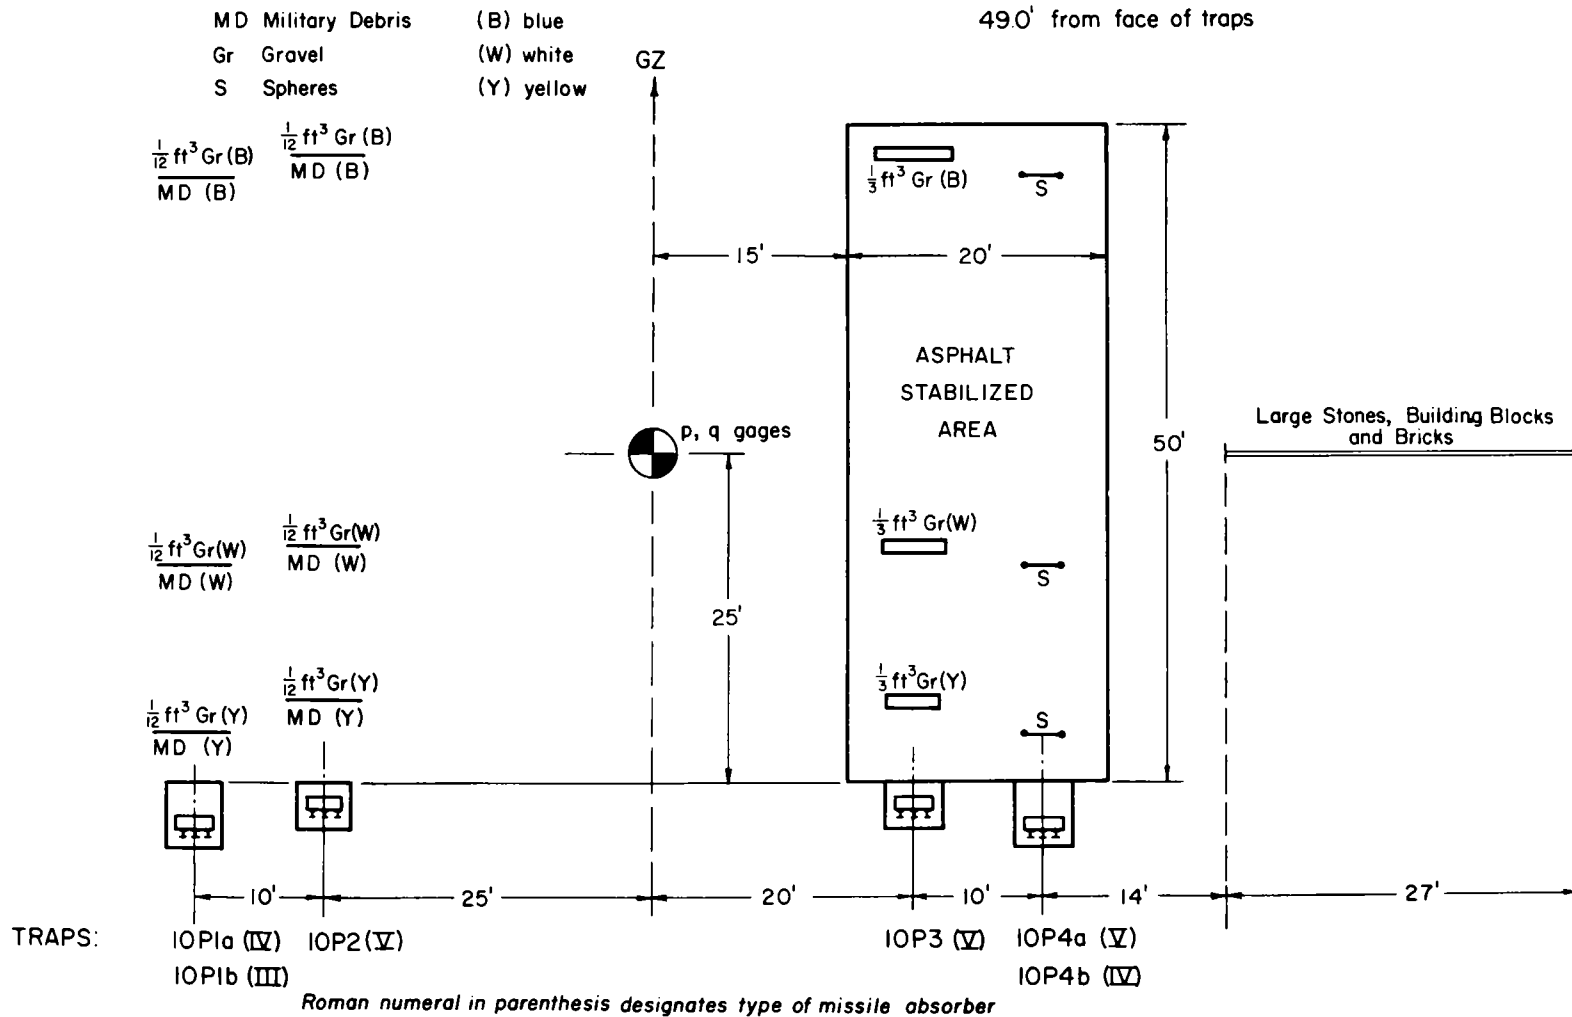 MD Military Debris (B) blue 49.0' from face of traps
Gr Gravel (W) white
S Spheres (Y) yellow
GZ
1/12 ft³ Gr (B) 1/12 ft³ Gr (B)
MD (B) MD (B)
1/3 ft³ Gr (B)
S
15' 20'
ASPHALT
STABILIZED
AREA
50'
p, q gages
Large Stones, Building Blocks
and Bricks
1/12 ft³ Gr(W) 1/12 ft³ Gr(W)
MD (W) MD (W)
1/3 ft³ Gr(W)
S
25'
1/12 ft³ Gr (Y) 1/12 ft³ Gr(Y)
MD (Y) MD (Y)
1/3 ft³ Gr(Y)
S
10' 25' 20' 10' 14' 27'
TRAPS: 10P1a (IV) 10P2 (V) 10P3 (V) 10P4a (V)
10P1b (III) 10P4b (IV)
Roman numeral in parenthesis designates type of missile absorber